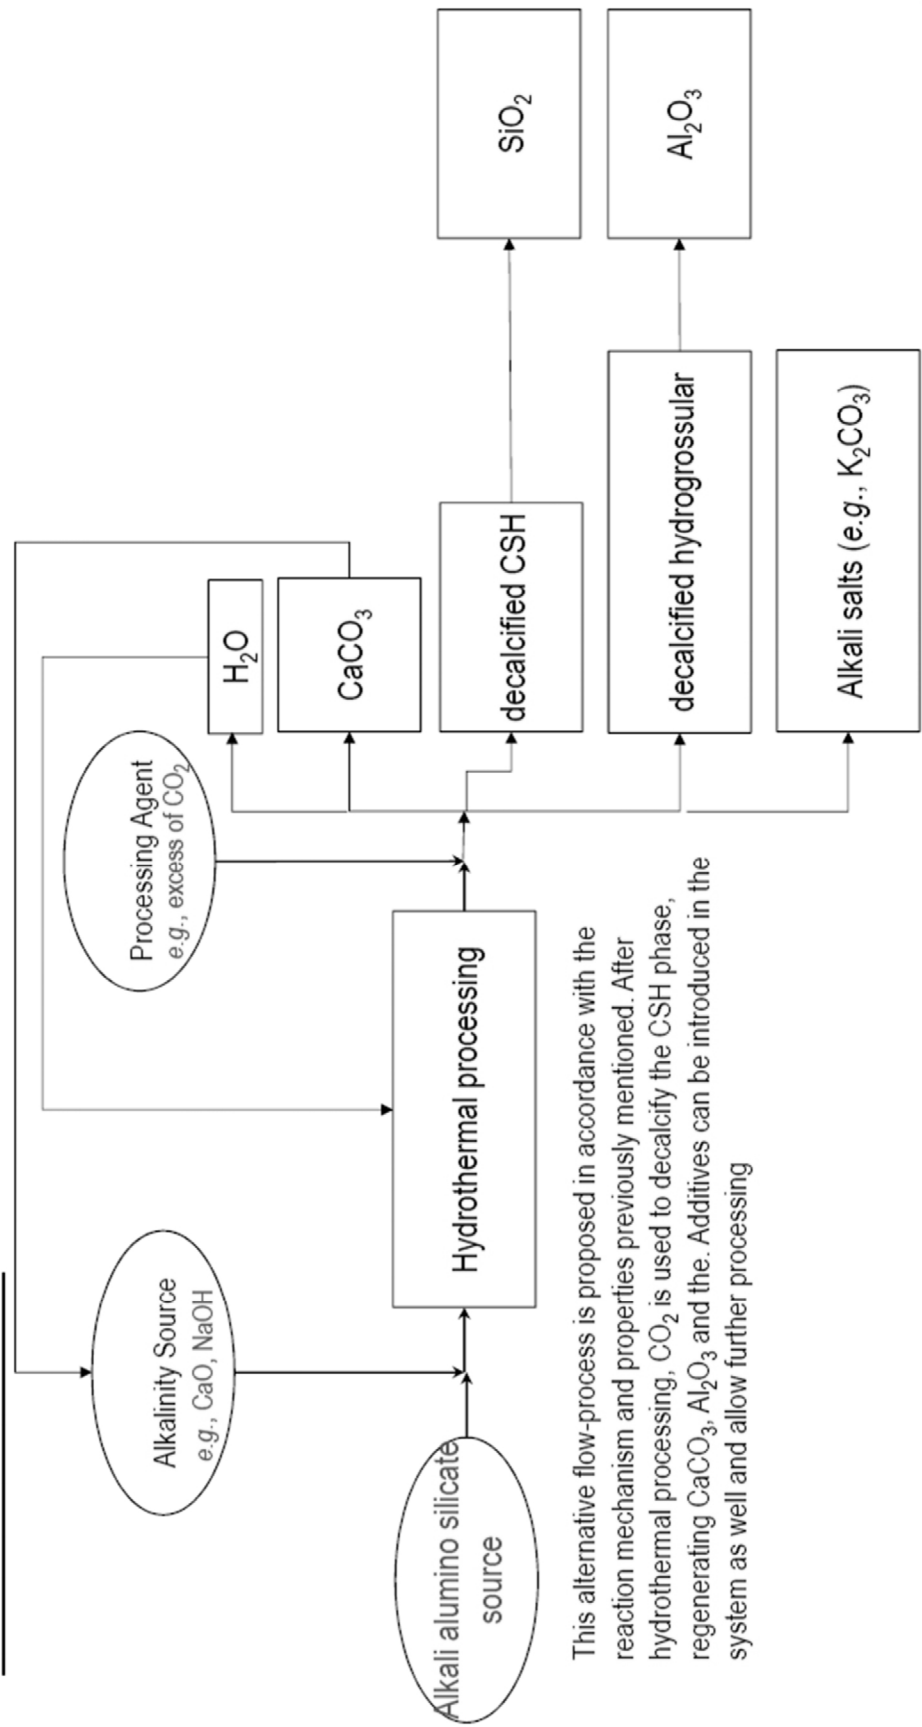 Alkalinity Source
e.g., CaO, NaOH
Processing Agent
e.g., excess of CO₂
Alkali alumino silicate
source
Hydrothermal processing
H₂O
CaCO₃
decalcified CSH
SiO₂
decalcified hydrogrossular
Al₂O₃
Alkali salts (e.g., K₂CO₃)
This alternative flow-process is proposed in accordance with the
reaction mechanism and properties previously mentioned. After
hydrothermal processing, CO₂ is used to decalcify the CSH phase,
regenerating CaCO₃, Al₂O₃ and the. Additives can be introduced in the
system as well and allow further processing